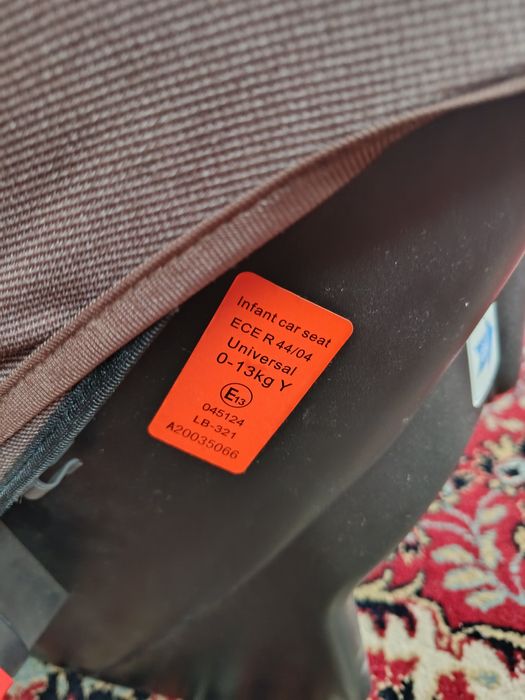 Infant car seat
ECE R 44/04
Universal
0-13kg Y
E13
045124
LB-321
A20035066